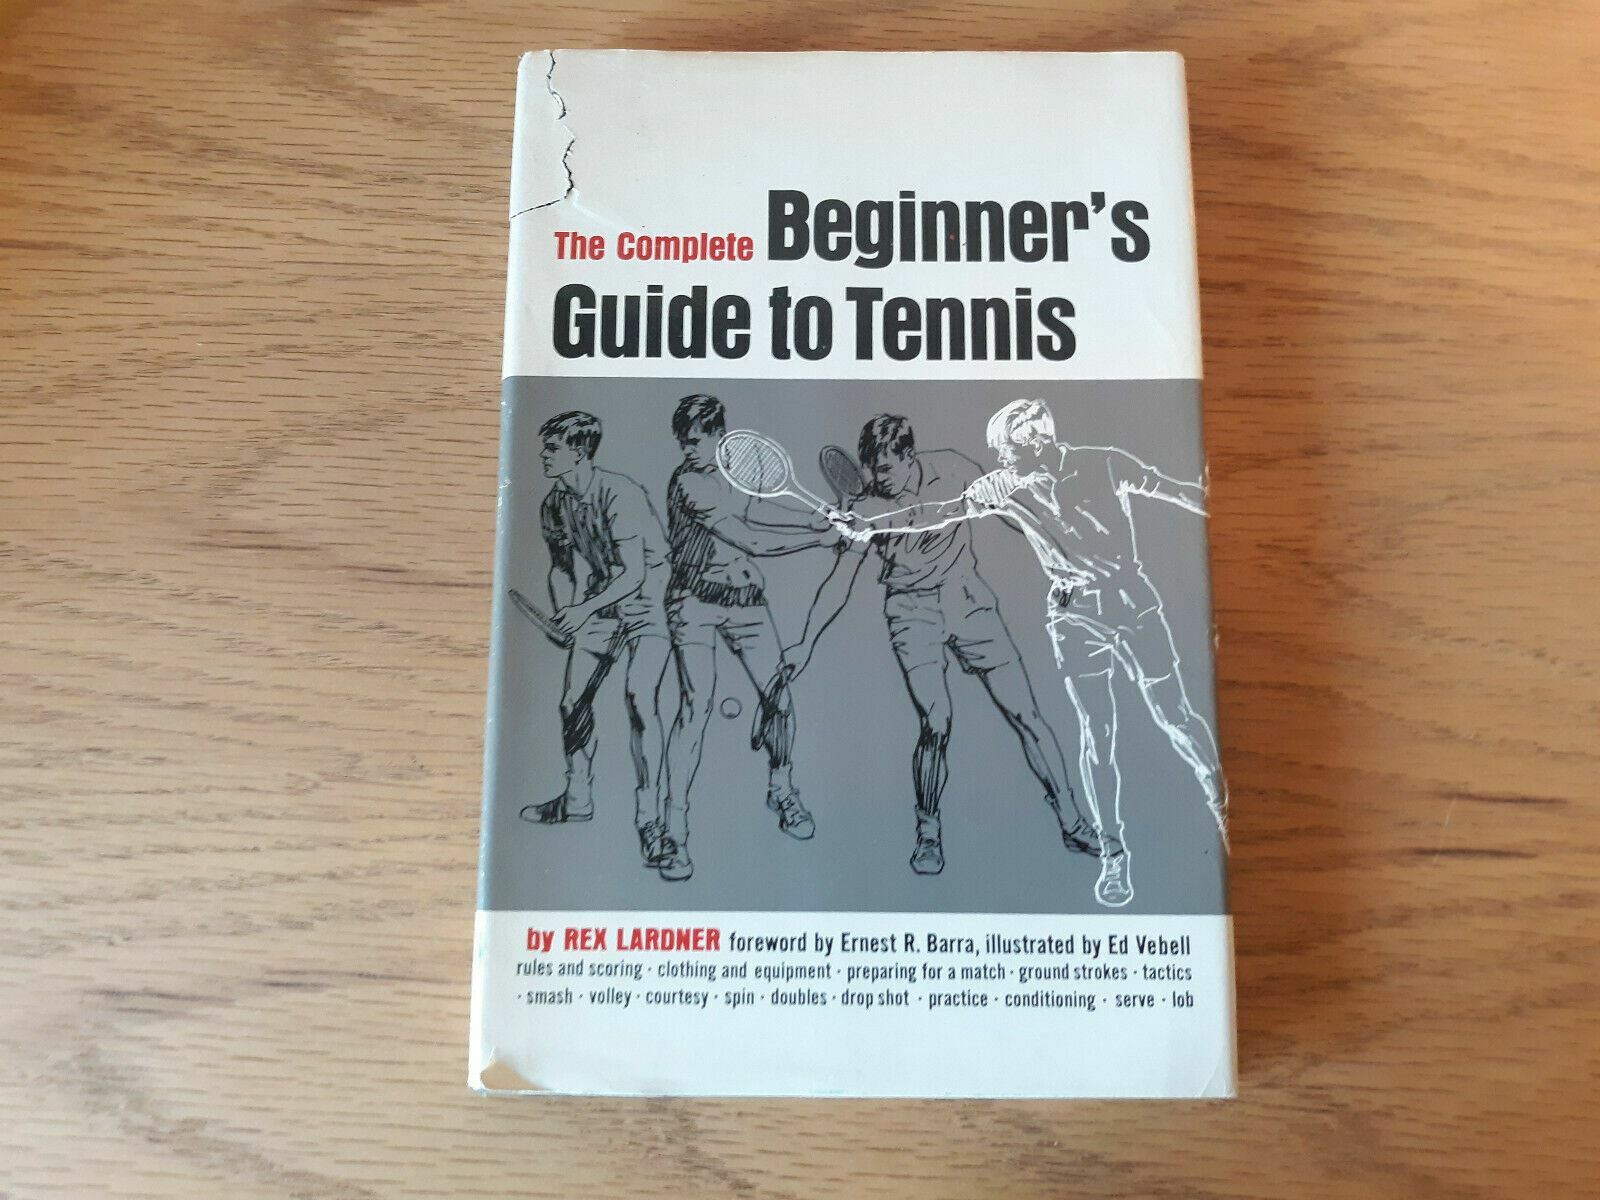 The Complete Beginner's
Guide to Tennis
by REX LARDNER foreword by Ernest R. Barra, illustrated by Ed Vebell
rules and scoring · clothing and equipment · preparing for a match · ground strokes · tactics
· smash · volley · courtesy · spin · doubles · drop shot · practice · conditioning · serve · lob